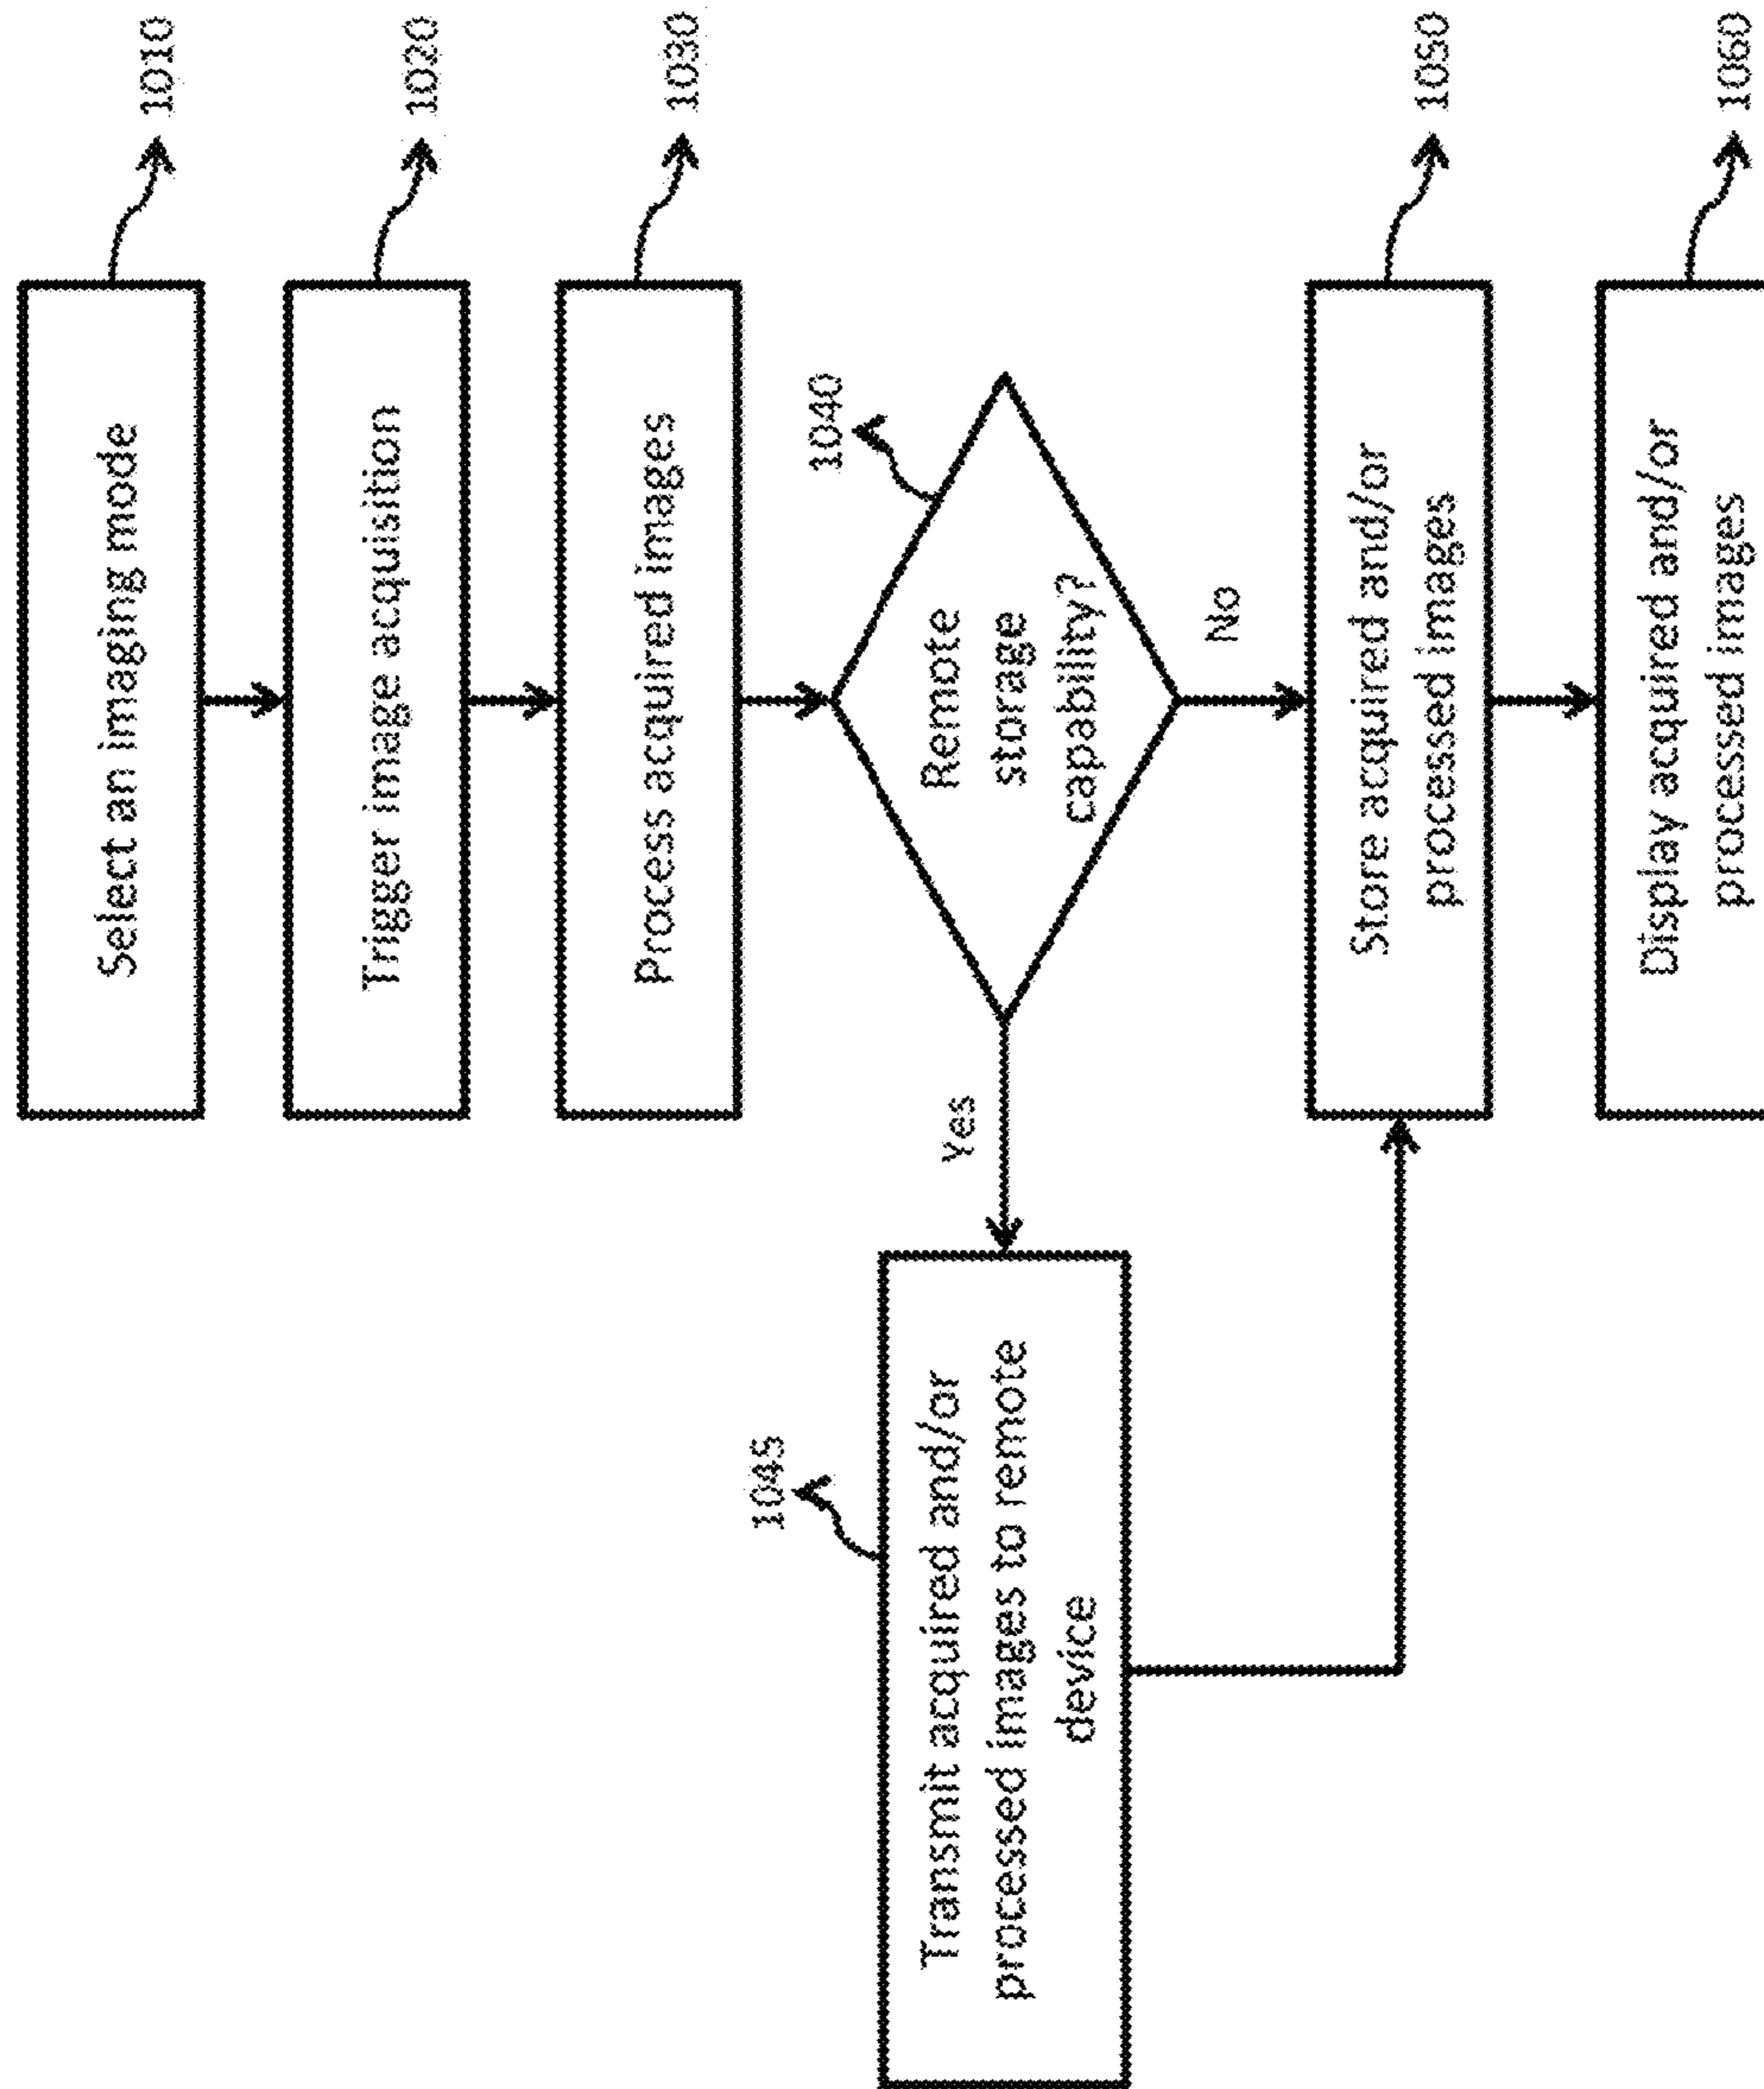 Select an imaging mode
1010
Trigger image acquisition
1020
Process acquired images
1030
1040
Remote
storage
capability?
Yes
No
1045
Transmit acquired and/or
processed images to remote
device
Store acquired and/or
processed images
1050
Display acquired and/or
processed images
1060